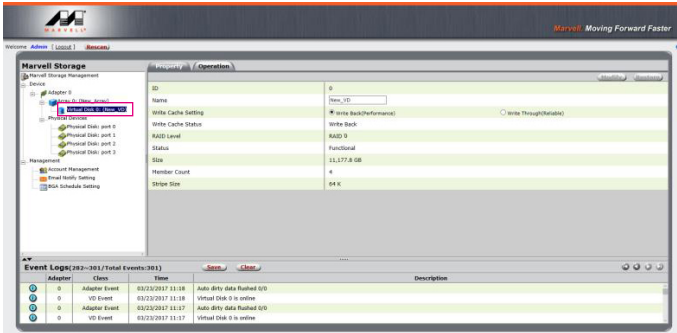 MARVELL
Marvell. Moving Forward Faster
Welcome Admin [ Logout ] Rescan
Marvell Storage
Property Operation
Marvell Storage Management
Device
Adapter 0
Array 0: [New_Array]
Virtual Disk 0: [New_VD]
Physical Devices
Physical Disk: port 0
Physical Disk: port 1
Physical Disk: port 2
Physical Disk: port 3
Management
Account Management
Email Notify Setting
BGA Schedule Setting
ID 0
Name New_VD
Write Cache Setting Write Back(Performance) Write Through(Reliable)
Write Cache Status Write Back
RAID Level RAID 0
Status Functional
Size 11,177.8 GB
Member Count 4
Stripe Size 64 K
Event Logs(282~301/Total Events:301) Save Clear
Adapter Class Time Description
0 Adapter Event 03/23/2017 11:18 Auto dirty data flushed 0/0
0 VD Event 03/23/2017 11:18 Virtual Disk 0 is online
0 Adapter Event 03/23/2017 11:17 Auto dirty data flushed 0/0
0 VD Event 03/23/2017 11:17 Virtual Disk 0 is online